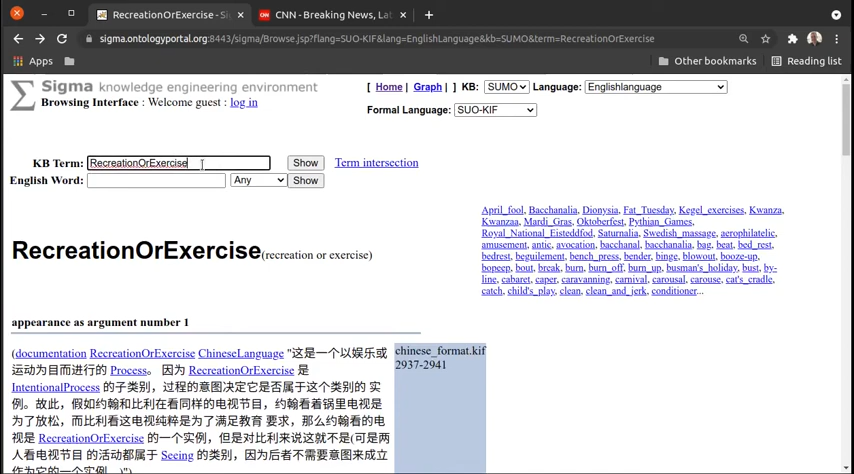 RecreationOrExercise - Si
CNN - Breaking News, Lat
sigma.ontologyportal.org:8443/sigma/Browse.jsp?flang=SUO-KIF&lang=EnglishLanguage&kb=SUMO&term=RecreationOrExercise
Apps
Other bookmarks
Reading list
Sigma knowledge engineering environment
Browsing Interface : Welcome guest : log in
[ Home | Graph | ] KB: SUMO Language: Englishlanguage
Formal Language: SUO-KIF
KB Term: RecreationOrExercise Show Term intersection
English Word: Any Show
April_fool, Bacchanalia, Dionysia, Fat_Tuesday, Kegel_exercises, Kwanza,
Kwanzaa, Mardi_Gras, Oktoberfest, Pythian_Games,
Royal_National_Eisteddfod, Saturnalia, Swedish_massage, aerophilatelic,
amusement, antic, avocation, bacchanal, bacchanalia, bag, beat, bed_rest,
bedrest, beguilement, bench_press, bender, binge, blowout, booze-up,
bopeep, bout, break, burn, burn_off, burn_up, busman's_holiday, bust, by-
line, cabaret, caper, caravanning, carnival, carousal, carouse, cat's_cradle,
catch, child's_play, clean, clean_and_jerk, conditioner...
RecreationOrExercise(recreation or exercise)
appearance as argument number 1
(documentation RecreationOrExercise ChineseLanguage "这是一个以娱乐或
运动为目而进行的 Process。 因为 RecreationOrExercise 是
IntentionalProcess 的子类别，过程的意图决定它是否属于这个类别的 实
例。故此，假如约翰和比利在看同样的电视节目，约翰看着锅里电视是
为了放松，而比利看这电视纯粹是为了满足教育 要求，那么约翰看的电
视是 RecreationOrExercise 的一个实例，但是对比利来说这就不是(可是两
人看电视节目 的活动都属于 Seeing 的类别，因为后者不需要意图来成立
作为它的一个实例。)")
chinese_format.kif
2937-2941